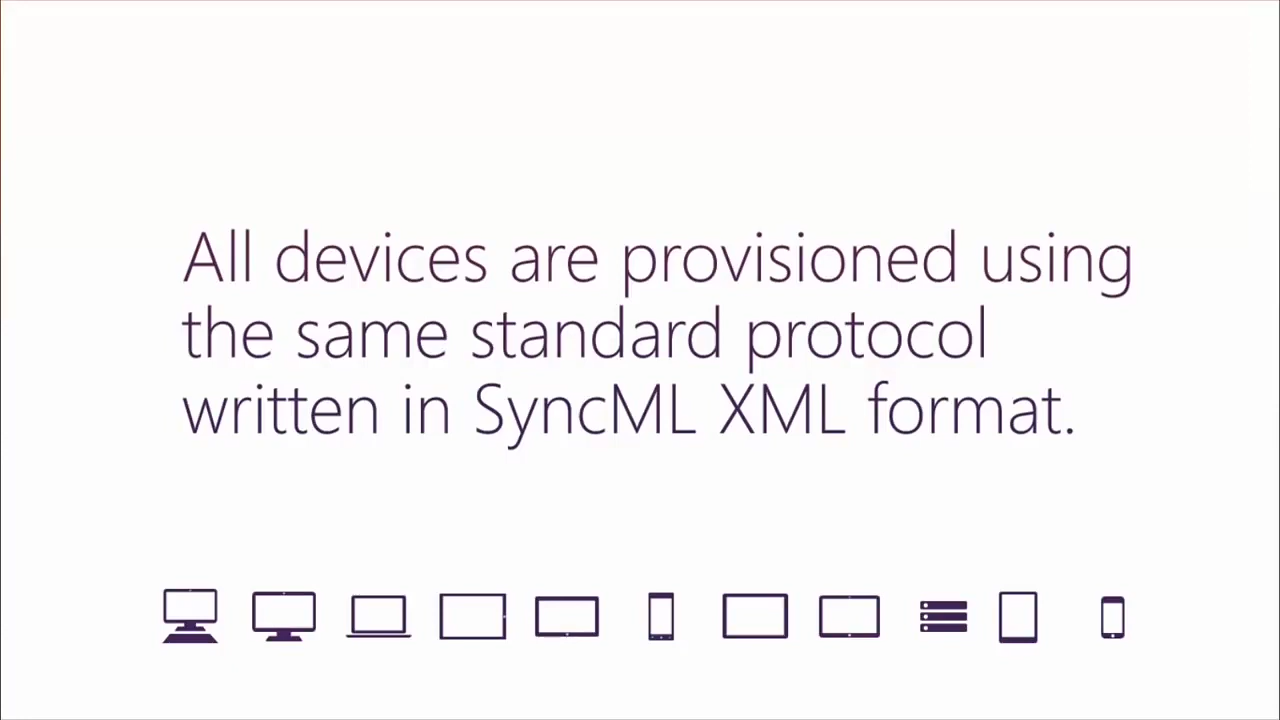 All devices are provisioned using
the same standard protocol
written in SyncML XML format.